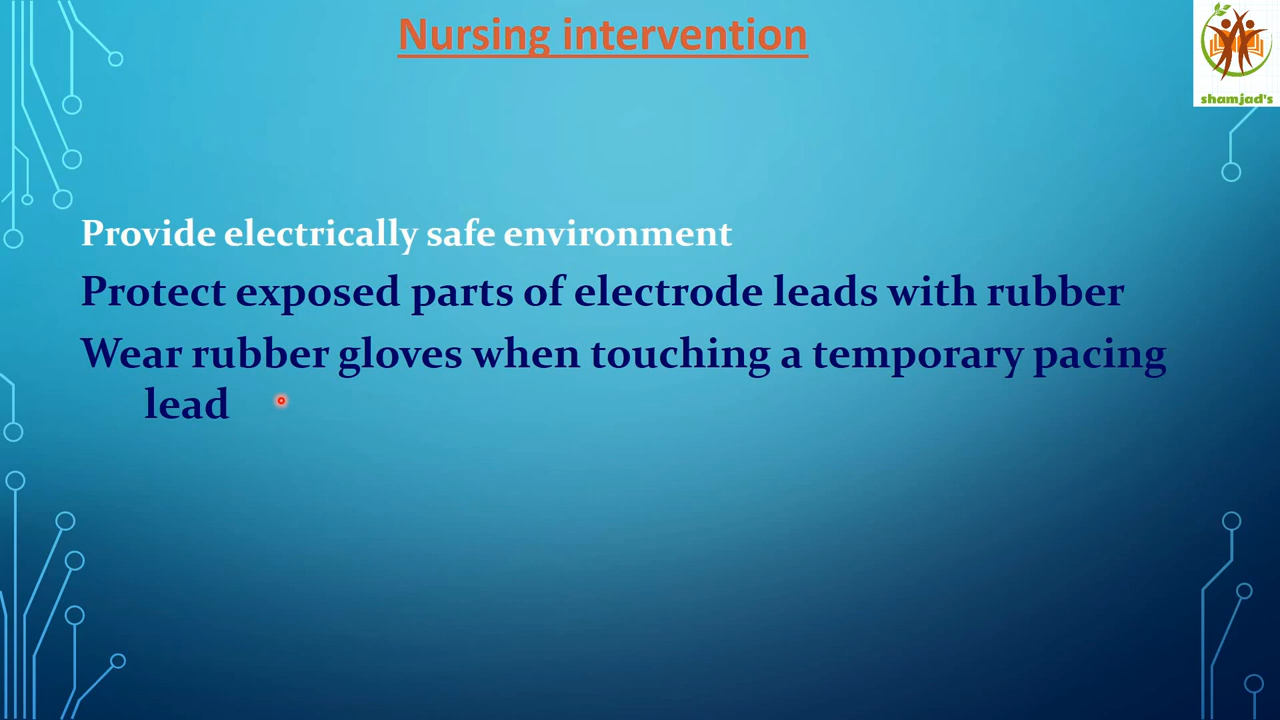 Nursing intervention
shamjad's
Provide electrically safe environment
Protect exposed parts of electrode leads with rubber
Wear rubber gloves when touching a temporary pacing
lead